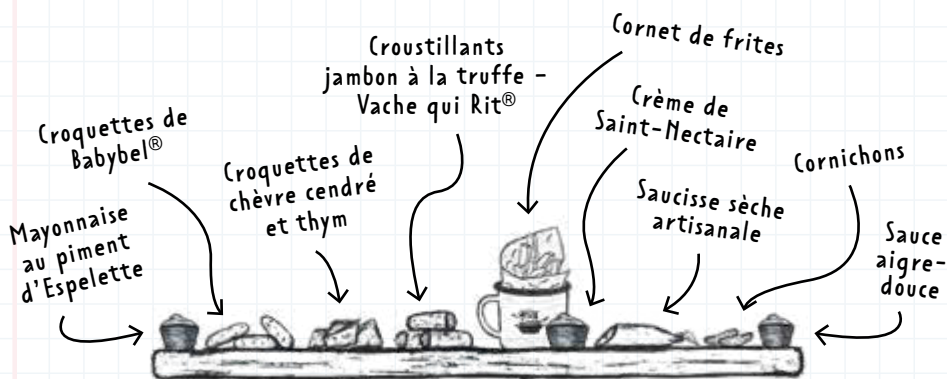 Mayonnaise
au piment
d'Espelette
Croquettes de
Babybel®
Croquettes de
chèvre cendré
et thym
Croustillants
jambon à la truffe -
Vache qui Rit®
Cornet de frites
Crème de
Saint-Nectaire
Saucisse sèche
artisanale
Cornichons
Sauce
aigre-
douce